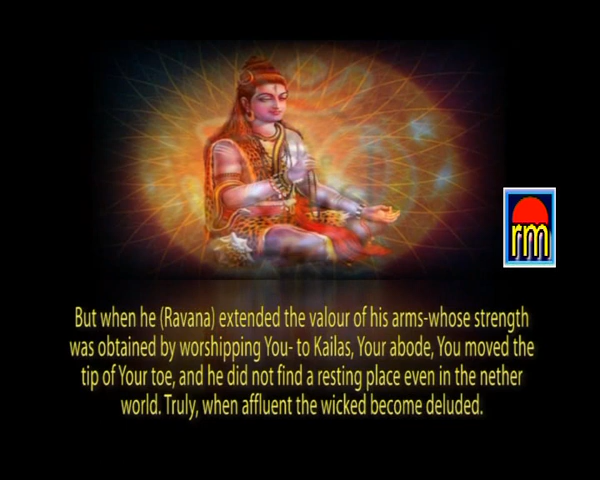 rm
But when he (Ravana) extended the valour of his arms-whose strength
was obtained by worshipping You- to Kailas, Your abode, You moved the
tip of Your toe, and he did not find a resting place even in the nether
world. Truly, when affluent the wicked become deluded.